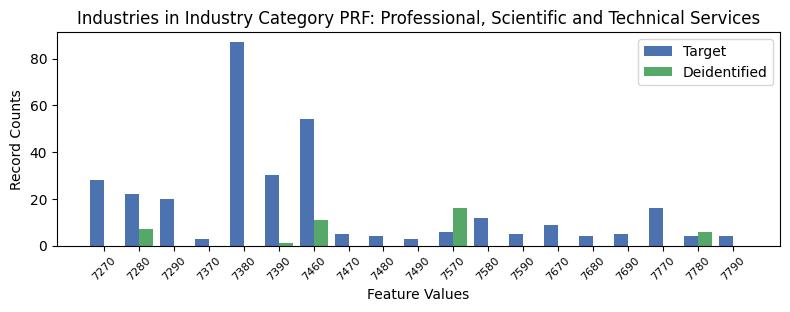 Industries in Industry Category PRF: Professional, Scientific and Technical Services
Target
Deidentified
Record Counts
80
60
40
20
0
7270 7280 7290 7370 7380 7390 7460 7470 7480 7490 7570 7580 7590 7670 7680 7690 7770 7780 7790
Feature Values